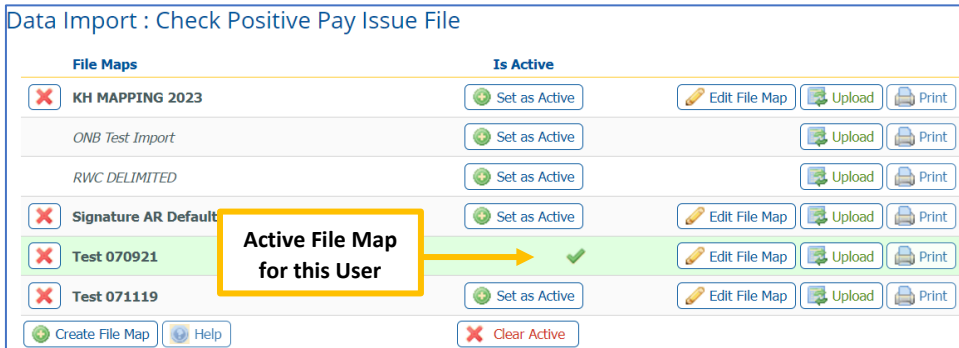 Data Import : Check Positive Pay Issue File
File Maps Is Active
KH MAPPING 2023 Set as Active Edit File Map Upload Print
ONB Test Import Set as Active Upload Print
RWC DELIMITED Set as Active Upload Print
Signature AR Default Set as Active Edit File Map Upload Print
Active File Map
for this User
Test 070921 Edit File Map Upload Print
Test 071119 Set as Active Edit File Map Upload Print
Create File Map Help Clear Active